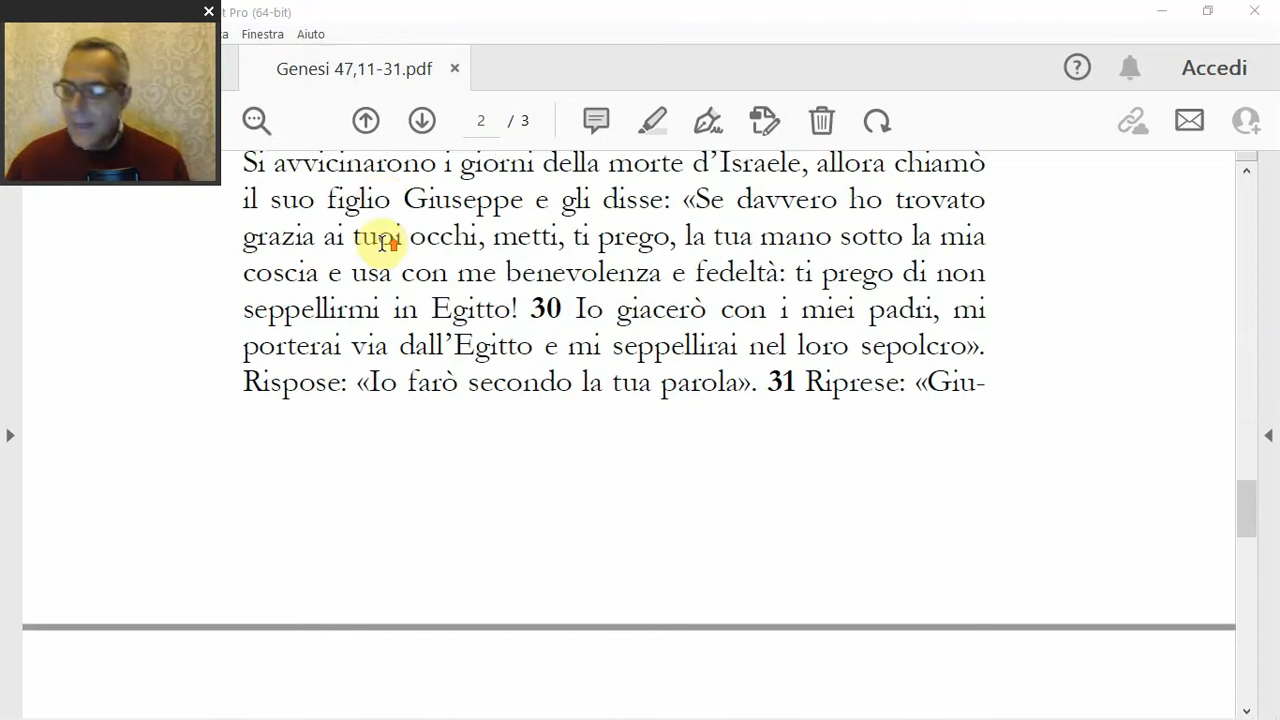 t Pro (64-bit)
a Finestra Aiuto
Genesi 47,11-31.pdf
Accedi
2 / 3
Si avvicinarono i giorni della morte d’Israele, allora chiamò
il suo figlio Giuseppe e gli disse: «Se davvero ho trovato
grazia ai tuoi occhi, metti, ti prego, la tua mano sotto la mia
coscia e usa con me benevolenza e fedeltà: ti prego di non
seppellirmi in Egitto! 30 Io giacerò con i miei padri, mi
porterai via dall’Egitto e mi seppellirai nel loro sepolcro».
Rispose: «Io farò secondo la tua parola». 31 Riprese: «Giu-